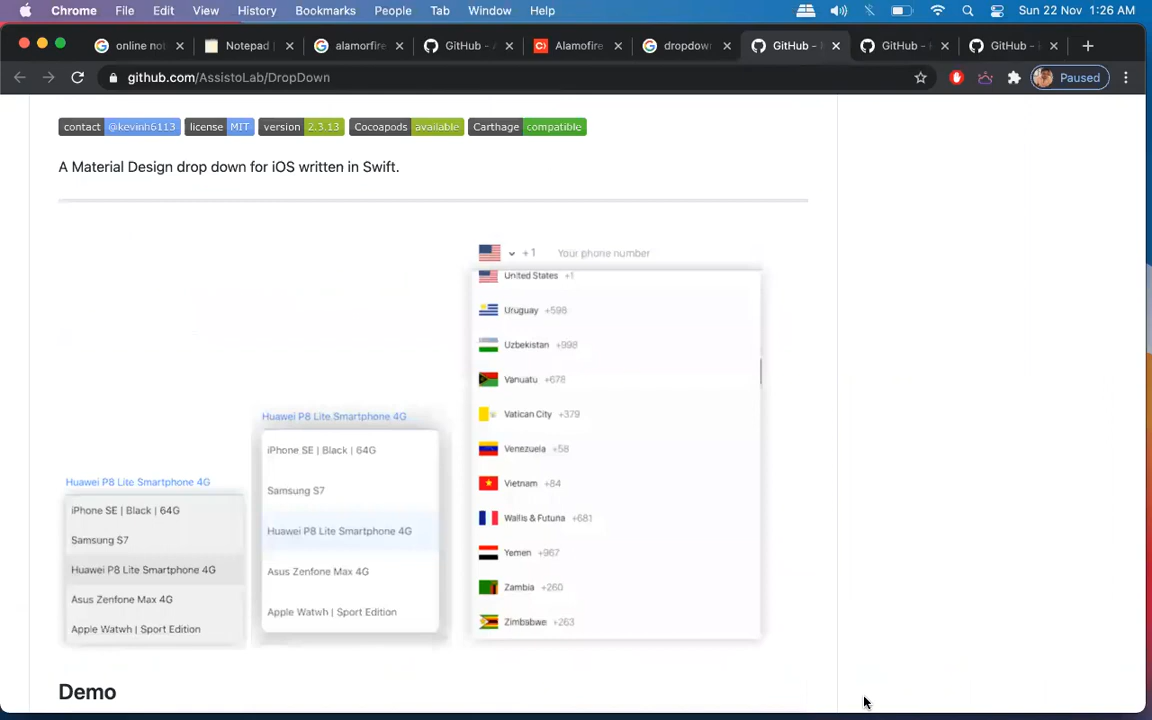 Chrome File Edit View History Bookmarks People Tab Window Help Sun 22 Nov 1:26 AM
online not Notepad | alamorfire GitHub - Alamofire dropdown GitHub - GitHub - GitHub -
github.com/AssistoLab/DropDown Paused
contact @kevinh6113 license MIT version 2.3.13 Cocoapods available Carthage compatible
A Material Design drop down for iOS written in Swift.
+1 Your phone number
United States +1
Uruguay +598
Uzbekistan +998
Vanuatu +678
Vatican City +379
Venezuela +58
Vietnam +84
Wallis & Futuna +681
Yemen +967
Zambia +260
Zimbabwe +263
Huawei P8 Lite Smartphone 4G
iPhone SE | Black | 64G
Samsung S7
Huawei P8 Lite Smartphone 4G
Asus Zenfone Max 4G
Apple Watwh | Sport Edition
Huawei P8 Lite Smartphone 4G
iPhone SE | Black | 64G
Samsung S7
Huawei P8 Lite Smartphone 4G
Asus Zenfone Max 4G
Apple Watwh | Sport Edition
Demo